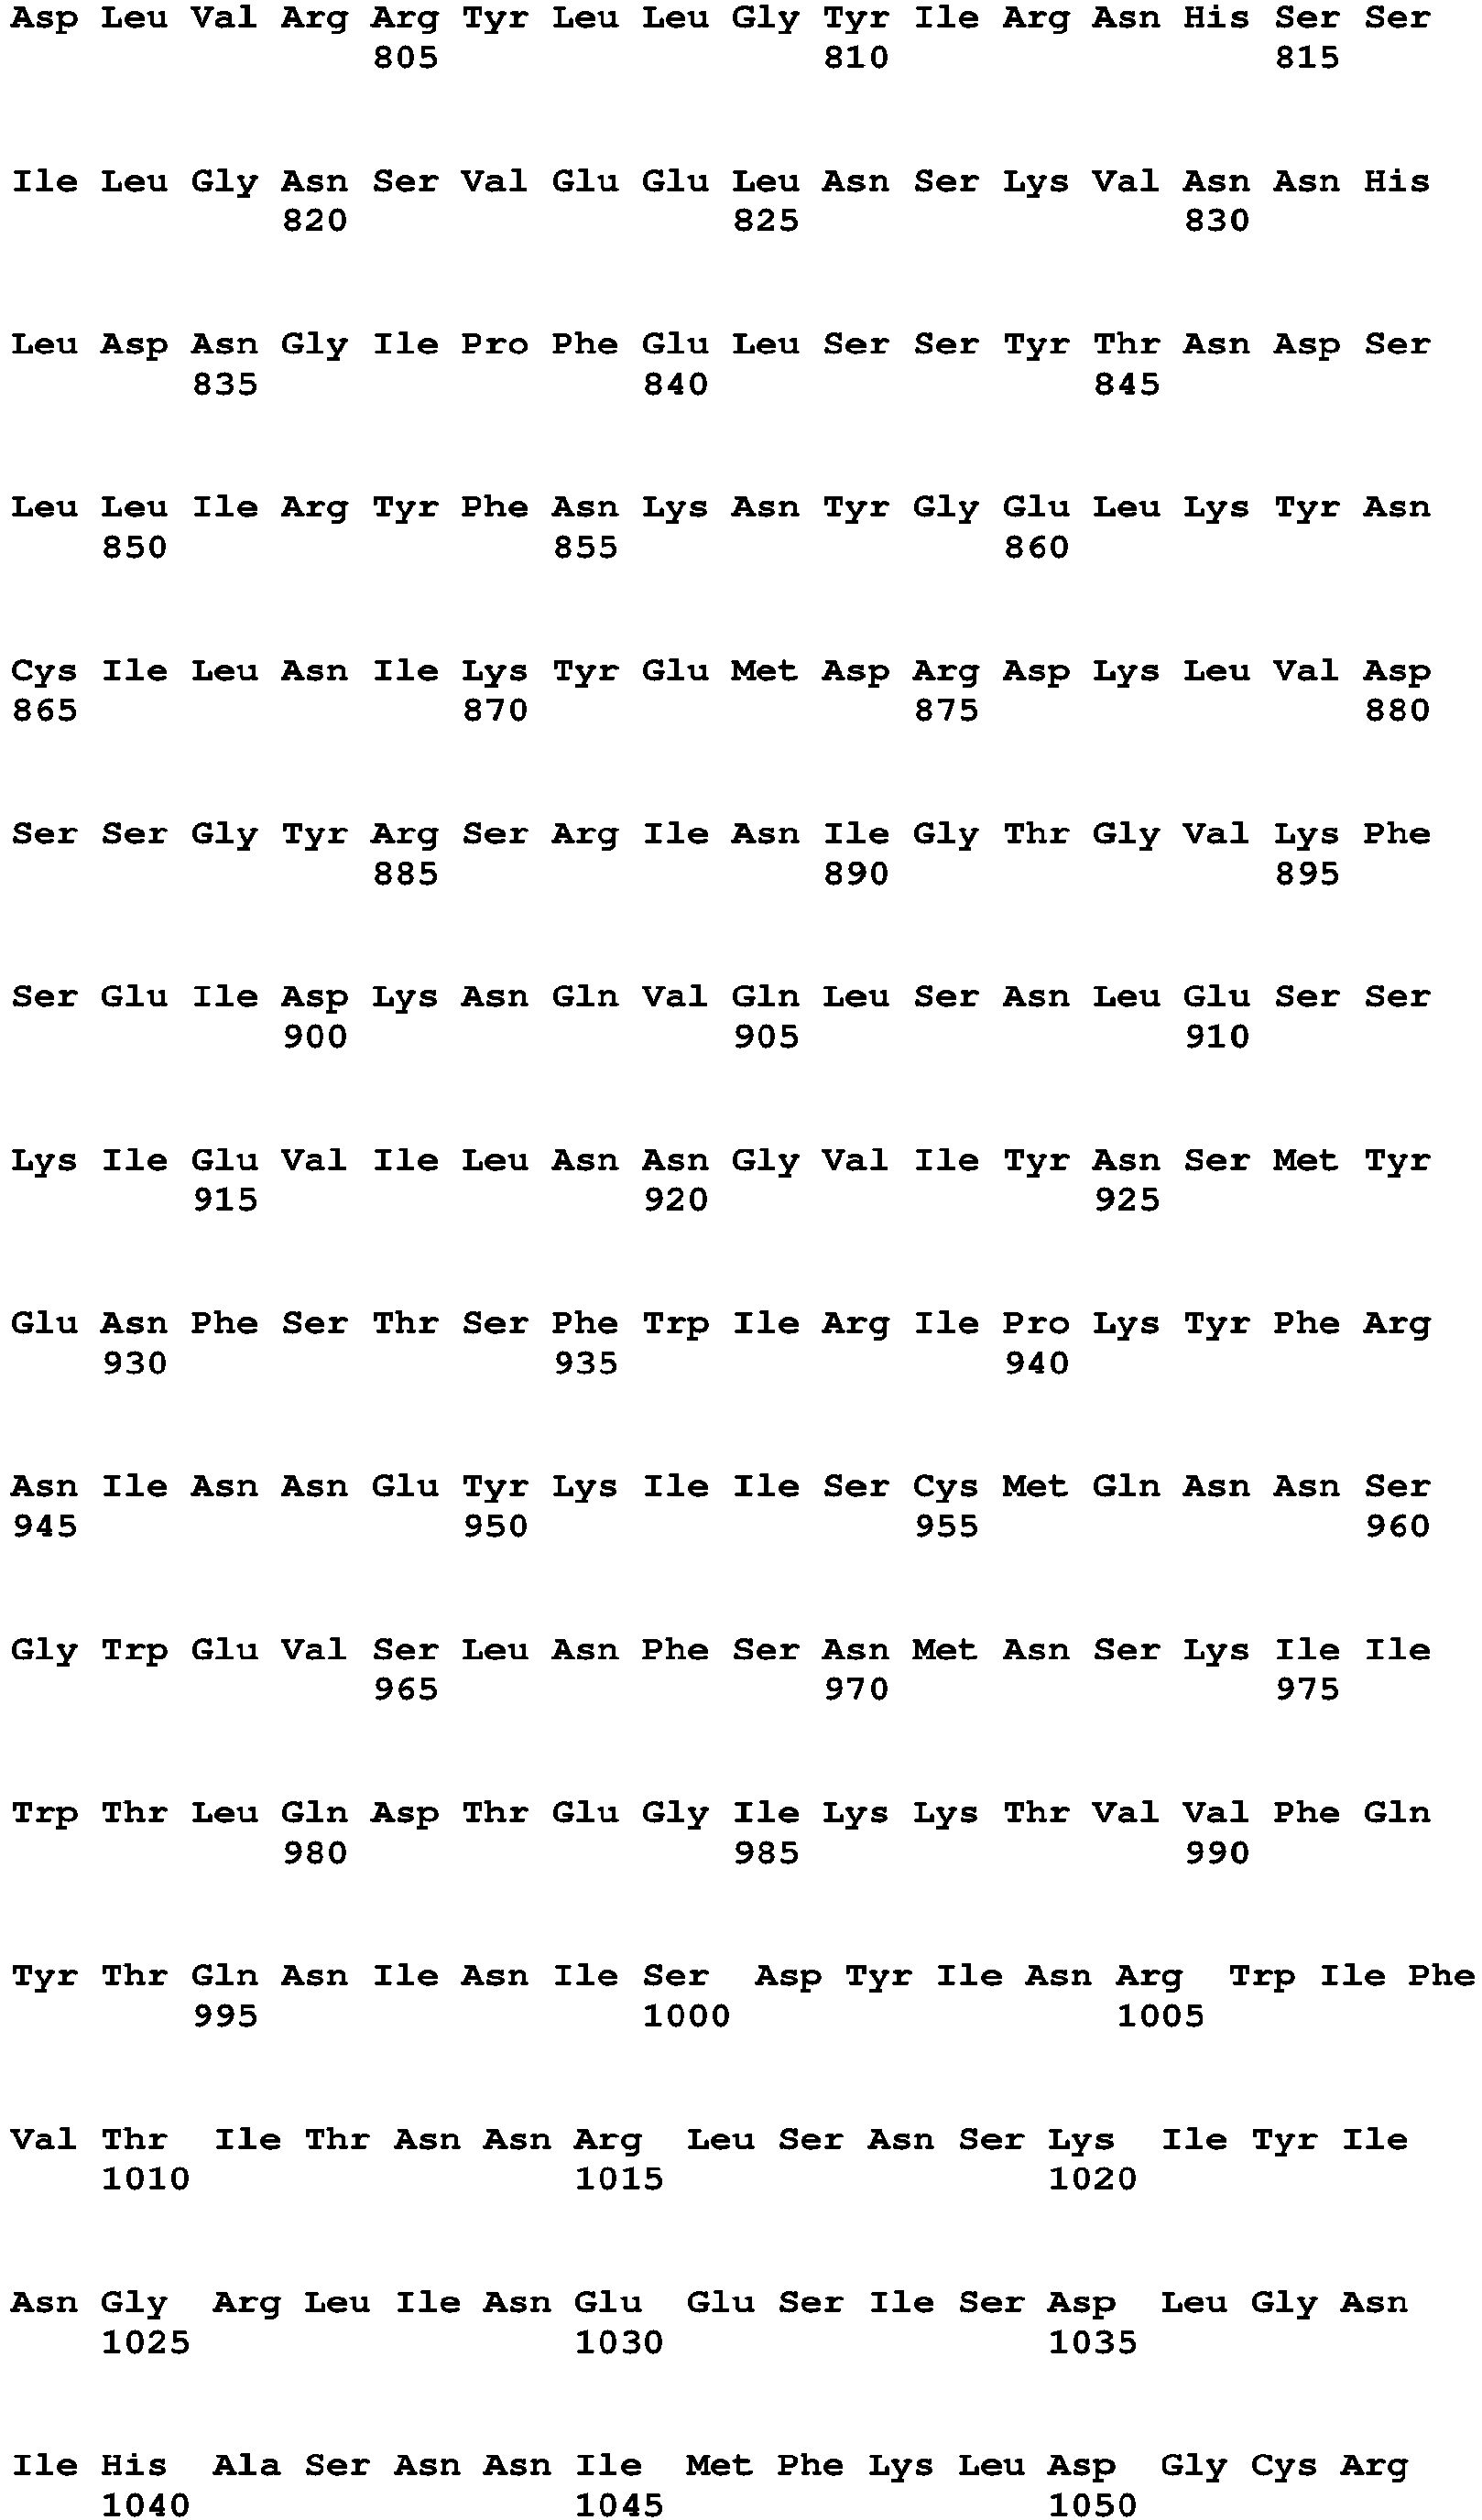 Asp Leu Val Arg Arg Tyr Leu Leu Gly Tyr Ile Arg Asn His Ser Ser
805 810 815
Ile Leu Gly Asn Ser Val Glu Glu Leu Asn Ser Lys Val Asn Asn His
820 825 830
Leu Asp Asn Gly Ile Pro Phe Glu Leu Ser Ser Tyr Thr Asn Asp Ser
835 840 845
Leu Leu Ile Arg Tyr Phe Asn Lys Asn Tyr Gly Glu Leu Lys Tyr Asn
850 855 860
Cys Ile Leu Asn Ile Lys Tyr Glu Met Asp Arg Asp Lys Leu Val Asp
865 870 875 880
Ser Ser Gly Tyr Arg Ser Arg Ile Asn Ile Gly Thr Gly Val Lys Phe
885 890 895
Ser Glu Ile Asp Lys Asn Gln Val Gln Leu Ser Asn Leu Glu Ser Ser
900 905 910
Lys Ile Glu Val Ile Leu Asn Asn Gly Val Ile Tyr Asn Ser Met Tyr
915 920 925
Glu Asn Phe Ser Thr Ser Phe Trp Ile Arg Ile Pro Lys Tyr Phe Arg
930 935 940
Asn Ile Asn Asn Glu Tyr Lys Ile Ile Ser Cys Met Gln Asn Asn Ser
945 950 955 960
Gly Trp Glu Val Ser Leu Asn Phe Ser Asn Met Asn Ser Lys Ile Ile
965 970 975
Trp Thr Leu Gln Asp Thr Glu Gly Ile Lys Lys Thr Val Val Phe Gln
980 985 990
Tyr Thr Gln Asn Ile Asn Ile Ser Asp Tyr Ile Asn Arg Trp Ile Phe
995 1000 1005
Val Thr Ile Thr Asn Asn Arg Leu Ser Asn Ser Lys Ile Tyr Ile
1010 1015 1020
Asn Gly Arg Leu Ile Asn Glu Glu Ser Ile Ser Asp Leu Gly Asn
1025 1030 1035
Ile His Ala Ser Asn Asn Ile Met Phe Lys Leu Asp Gly Cys Arg
1040 1045 1050